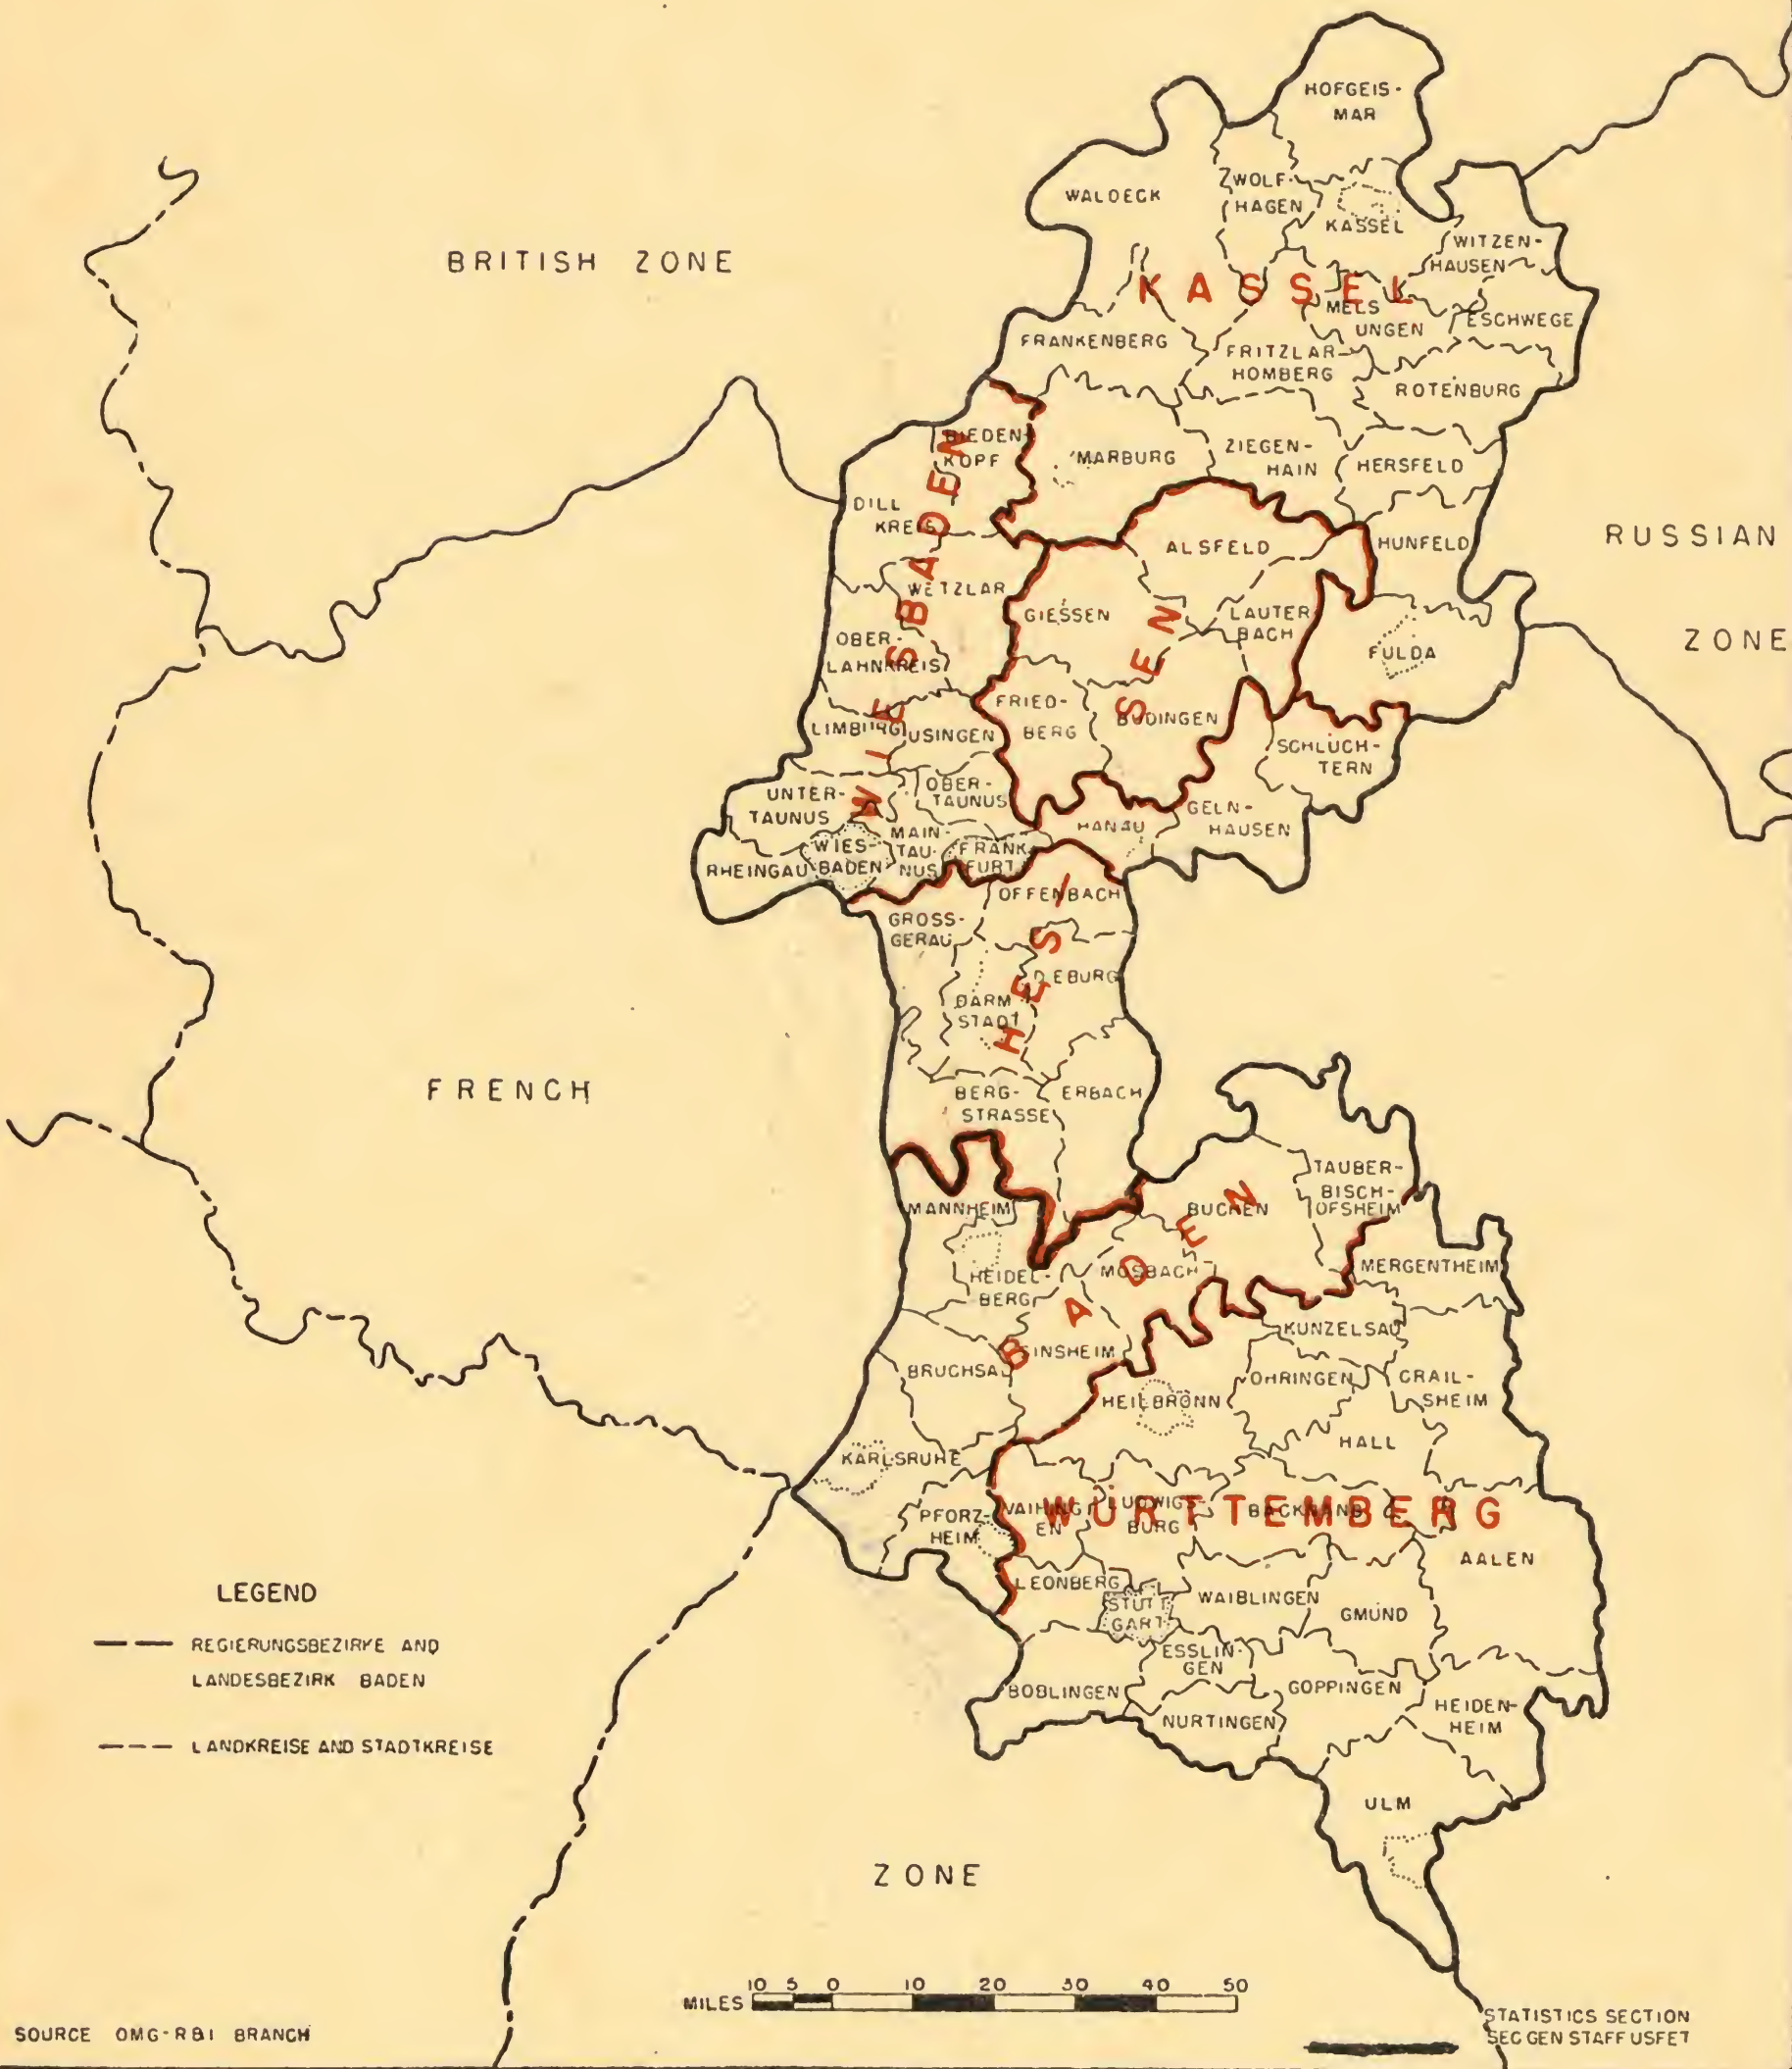 HOFGEIS-
MAR
WALDECK
ZWOLF-
HAGEN
KASSEL
WITZEN-
HAUSEN
BRITISH ZONE
KASSEL
MELS
UNGEN
ESCHWEGE
FRANKENBERG
FRITZLAR-
HOMBERG
ROTENBURG
BIEDEN-
KOPF
MARBURG
ZIEGEN-
HAIN
HERSFELD
DILL
KREIS
WIESBADEN
ALSFELD
HUNFELD
RUSSIAN
ZONE
WETZLAR
GIESSEN
LAUTER
BACH
FULDA
OBER-
LAHNKREIS
HESSEN
LIMBURG
USINGEN
FRIED-
BERG
BUDINGEN
SCHLUCH-
TERN
UNTER-
TAUNUS
OBER-
TAUNUS
HANAU
GELN-
HAUSEN
RHEINGAU
WIES-
BADEN
MAIN-
TAU-
NUS
FRANK
FURT
OFFENBACH
GROSS-
GERAU
DIEBURG
DARM
STADT
FRENCH
BERG-
STRASSE
ERBACH
MANNHEIM
BUCHEN
TAUBER-
BISCH-
OFSHEIM
BADEN
HEIDEL-
BERG
MOSBACH
MERGENTHEIM
SINSHEIM
KUNZELSAU
BRUCHSAL
HEILBRONN
OHRINGEN
CRAIL-
SHEIM
HALL
KARLSRUHE
PFORZ-
HEIM
VAIHING
EN
LUDWIGS-
BURG
BACKNANG
WÜRTTEMBERG
AALEN
LEONBERG
STUTT
GART
WAIBLINGEN
GMÜND
ESSLIN-
GEN
BOBLINGEN
NURTINGEN
GOPPINGEN
HEIDEN-
HEIM
ULM
ZONE
LEGEND
REGIERUNGSBEZIRKE AND
LANDESBEZIRK BADEN
LANDKREISE AND STADTKREISE
10 5 0 10 20 30 40 50
MILES
SOURCE OMG-RBI BRANCH
STATISTICS SECTION
SEC GEN STAFF USFET